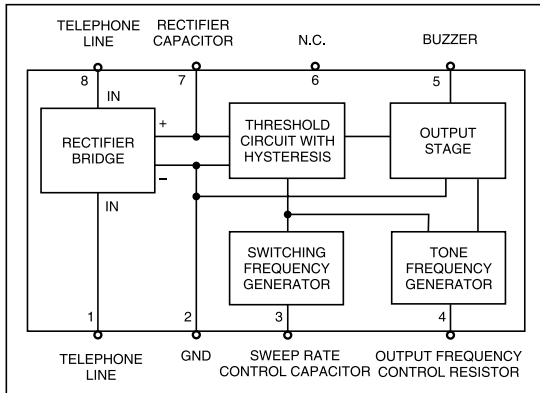 TELEPHONE LINE
RECTIFIER CAPACITOR
N.C.
BUZZER
8
7
6
5
IN
+
−
RECTIFIER
BRIDGE
IN
THRESHOLD
CIRCUIT WITH
HYSTERESIS
OUTPUT
STAGE
SWITCHING
FREQUENCY
GENERATOR
TONE
FREQUENCY
GENERATOR
1
2
3
4
TELEPHONE
LINE
GND
SWEEP RATE
CONTROL CAPACITOR
OUTPUT FREQUENCY
CONTROL RESISTOR